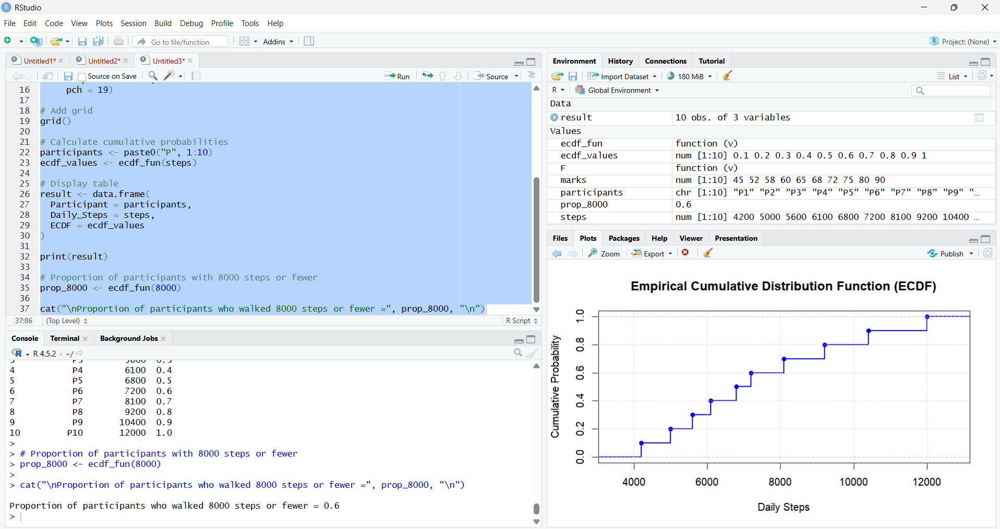 RStudio
File Edit Code View Plots Session Build Debug Profile Tools Help
Go to file/function Addins Project: (None)
Untitled1* Untitled2* Untitled3*
Source on Save Run Source
16 pch = 19)
17
18 # Add grid
19 grid()
20
21 # Calculate cumulative probabilities
22 participants <- paste0("P", 1:10)
23 ecdf_values <- ecdf_fun(steps)
24
25 # Display table
26 result <- data.frame(
27 Participant = participants,
28 Daily_Steps = steps,
29 ECDF = ecdf_values
30 )
31
32 print(result)
33
34 # Proportion of participants with 8000 steps or fewer
35 prop_8000 <- ecdf_fun(8000)
36
37 cat("\nProportion of participants who walked 8000 steps or fewer =", prop_8000, "\n")
37:86 (Top Level) R Script
Console Terminal Background Jobs
R 4.5.2 · ~/
4 P4 6100 0.4
5 P5 6800 0.5
6 P6 7200 0.6
7 P7 8100 0.7
8 P8 9200 0.8
9 P9 10400 0.9
10 P10 12000 1.0
>
> # Proportion of participants with 8000 steps or fewer
> prop_8000 <- ecdf_fun(8000)
>
> cat("\nProportion of participants who walked 8000 steps or fewer =", prop_8000, "\n")
Proportion of participants who walked 8000 steps or fewer = 0.6
>
Environment History Connections Tutorial
Import Dataset 180 MiB List
R Global Environment
Data
result 10 obs. of 3 variables
Values
ecdf_fun function (v)
ecdf_values num [1:10] 0.1 0.2 0.3 0.4 0.5 0.6 0.7 0.8 0.9 1
F function (v)
marks num [1:10] 45 52 58 60 65 68 72 75 80 90
participants chr [1:10] "P1" "P2" "P3" "P4" "P5" "P6" "P7" "P8" "P9" "…
prop_8000 0.6
steps num [1:10] 4200 5000 5600 6100 6800 7200 8100 9200 10400 …
Files Plots Packages Help Viewer Presentation
Zoom Export Publish
Empirical Cumulative Distribution Function (ECDF)
Cumulative Probability
1.0
0.8
0.6
0.4
0.2
0.0
4000 6000 8000 10000 12000
Daily Steps